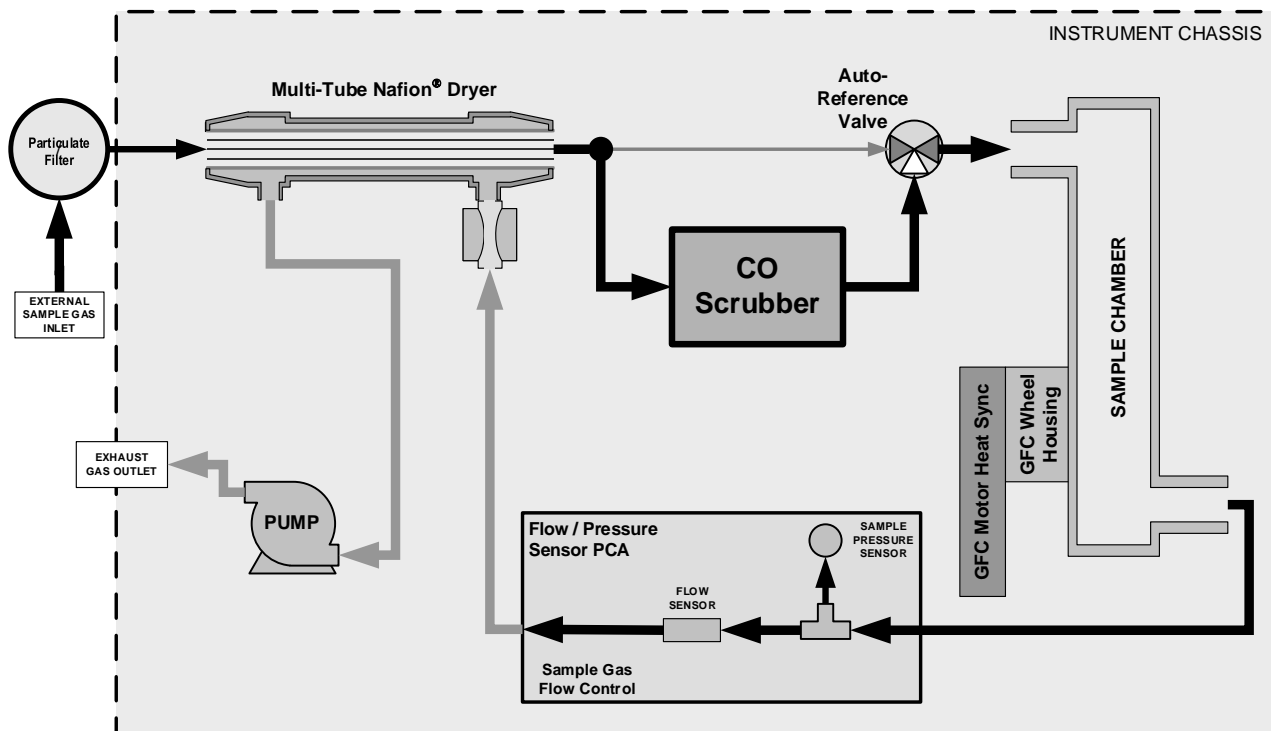 INSTRUMENT CHASSIS
Multi-Tube Nafion® Dryer
Auto-
Reference
Valve
Particulate
Filter
EXTERNAL
SAMPLE GAS
INLET
CO
Scrubber
SAMPLE CHAMBER
GFC Wheel
Housing
GFC Motor Heat Sync
EXHAUST
GAS OUTLET
PUMP
Flow / Pressure
Sensor PCA
SAMPLE
PRESSURE
SENSOR
FLOW
SENSOR
Sample Gas
Flow Control